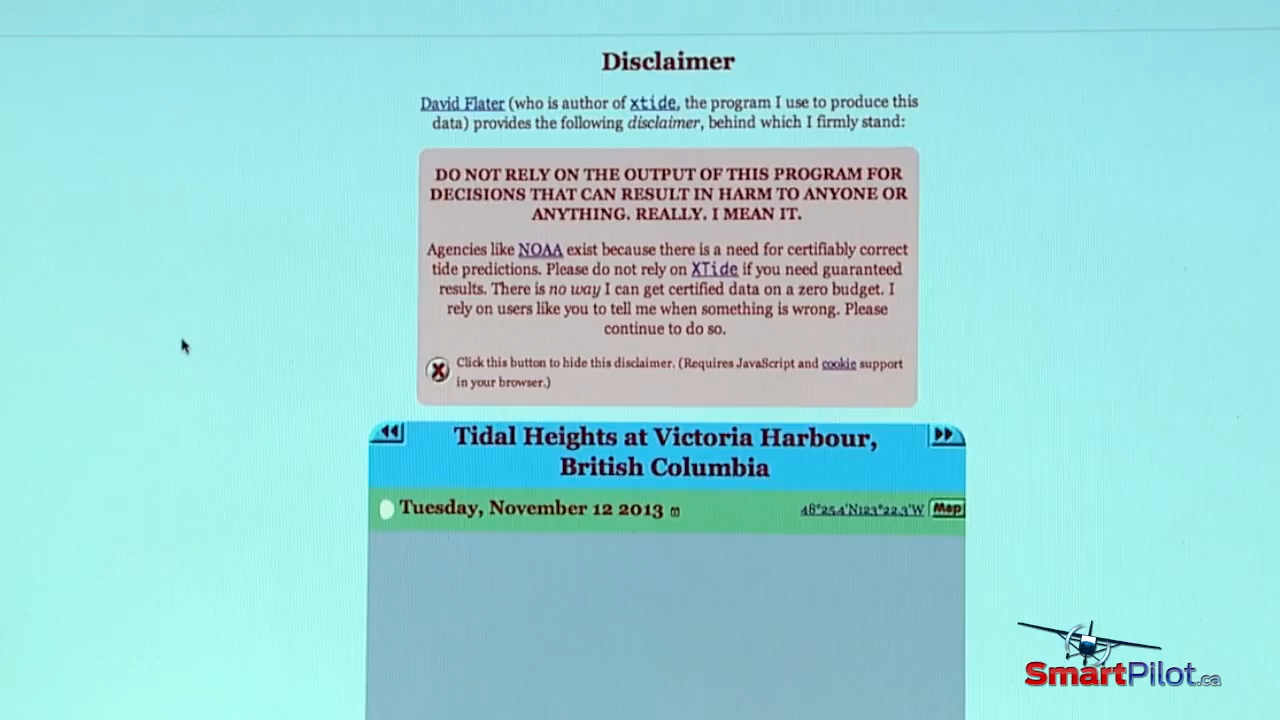 Disclaimer
David Flater (who is author of xtide, the program I use to produce this
data) provides the following disclaimer, behind which I firmly stand:
DO NOT RELY ON THE OUTPUT OF THIS PROGRAM FOR
DECISIONS THAT CAN RESULT IN HARM TO ANYONE OR
ANYTHING. REALLY. I MEAN IT.
Agencies like NOAA exist because there is a need for certifiably correct
tide predictions. Please do not rely on XTide if you need guaranteed
results. There is no way I can get certified data on a zero budget. I
rely on users like you to tell me when something is wrong. Please
continue to do so.
Click this button to hide this disclaimer. (Requires JavaScript and cookie support
in your browser.)
Tidal Heights at Victoria Harbour,
British Columbia
Tuesday, November 12 2013
48°25.4'N123°22.3'W Map
SmartPilot.ca